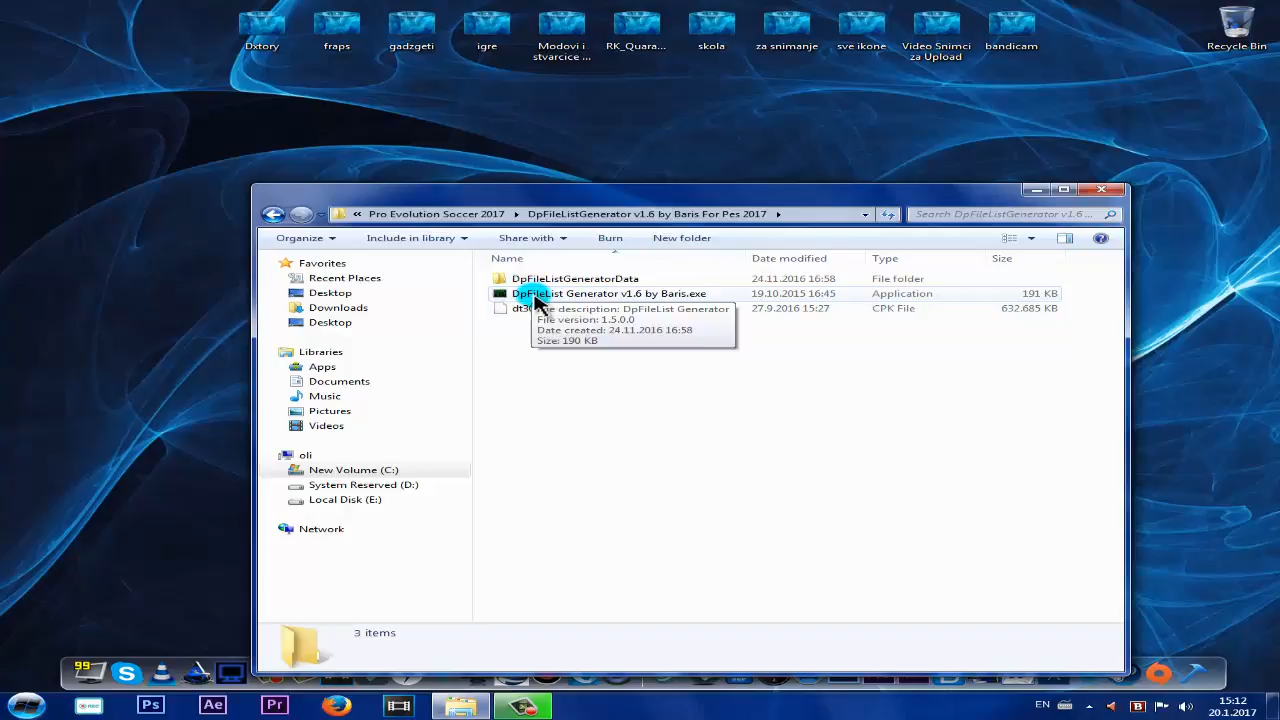 Dxtory
fraps
gadzgeti
igre
Modovi i
stvarcice ...
RK_Quara...
skola
za snimanje
sve ikone
Video Snimci
za Upload
bandicam
Recycle Bin
« Pro Evolution Soccer 2017 DpFileListGenerator v1.6 by Baris For Pes 2017
Search DpFileListGenerator v1.6 ...
Organize Include in library Share with Burn New folder
Name Date modified Type Size
Favorites
Recent Places
Desktop
Downloads
Desktop
Libraries
Apps
Documents
Music
Pictures
Videos
oli
New Volume (C:)
System Reserved (D:)
Local Disk (E:)
Network
DpFileListGeneratorData 24.11.2016 16:58 File folder
DpFileList Generator v1.6 by Baris.exe 19.10.2015 16:45 Application 191 KB
27.9.2016 15:27 CPK File 632.685 KB
description: DpFileList Generator
File version: 1.5.0.0
Date created: 24.11.2016 16:58
Size: 190 KB
3 items
99
Ps
Ae
Pr
EN
15:12
20.1.2017